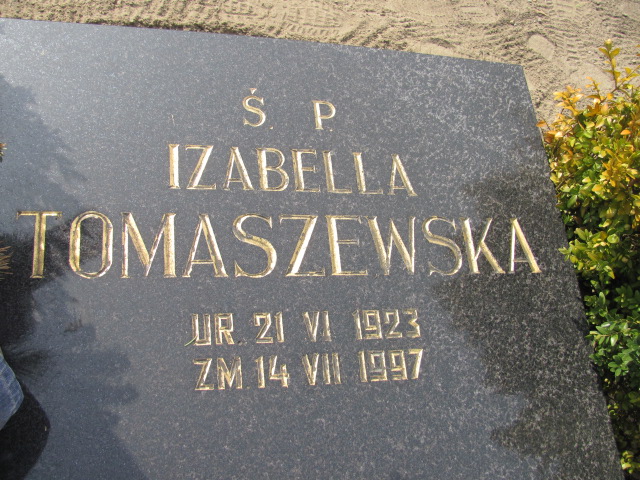 Ś. P.
IZABELLA
TOMASZEWSKA
UR. 21 VI 1923
ZM 14 VII 1997